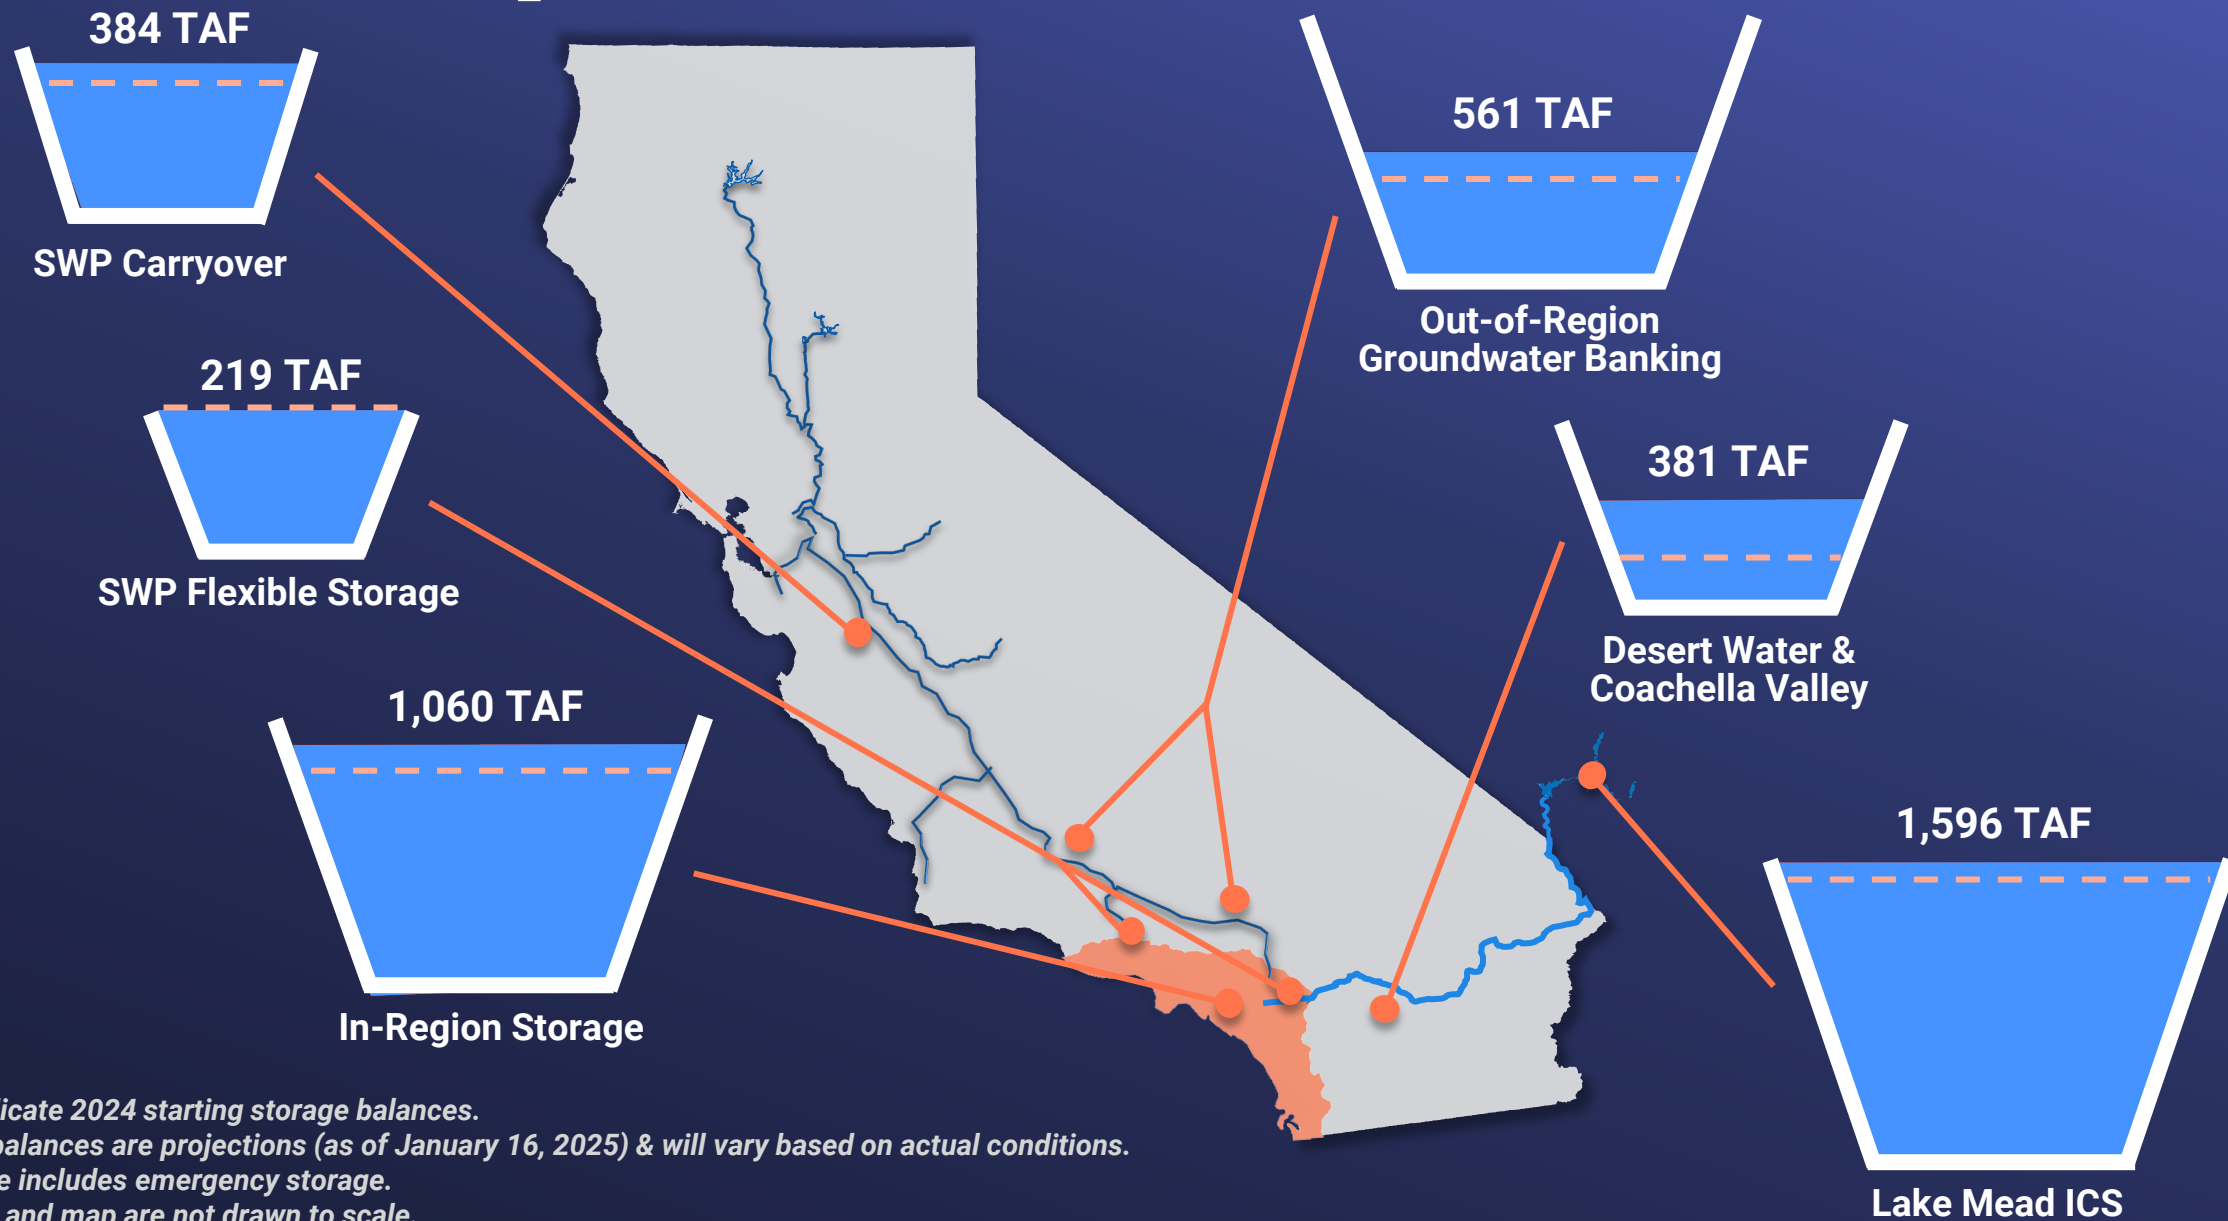 384 TAF
SWP Carryover
219 TAF
SWP Flexible Storage
1,060 TAF
In-Region Storage
561 TAF
Out-of-Region
Groundwater Banking
381 TAF
Desert Water &
Coachella Valley
1,596 TAF
Lake Mead ICS
2024 starting storage balances.
balances are projections (as of January 16, 2025) & will vary based on actual conditions.
includes emergency storage.
and map are not drawn to scale.